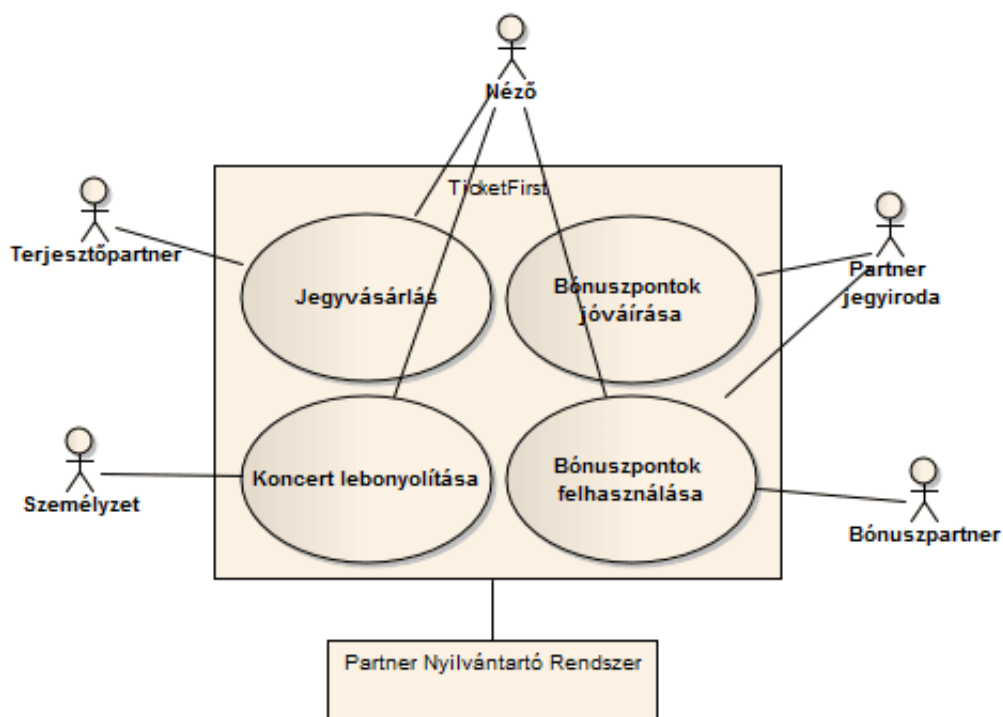 Néző
TicketFirst
Terjesztőpartner
Jegyvásárlás
Bónuszpontok
jóváírása
Partner
jegyiroda
Személyzet
Koncert lebonyolítása
Bónuszpontok
felhasználása
Bónuszpartner
Partner Nyilvántartó Rendszer